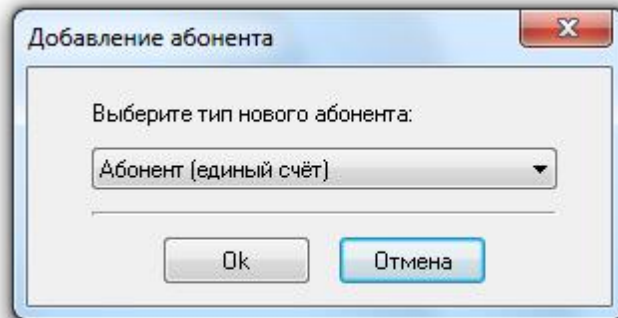 Добавление абонента
Выберите тип нового абонента:
Абонент (единый счёт)
Ok
Отмена